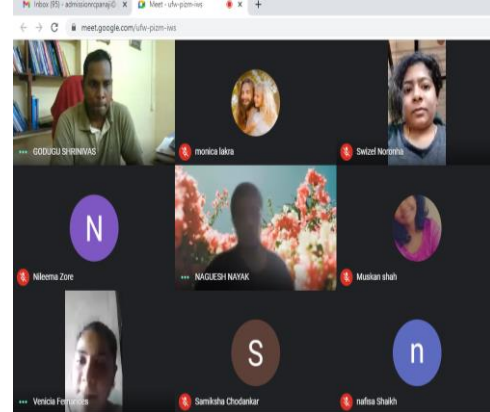 Inbox (95) - admissionrcpanaji@ x
Meet - ufw-pizm-iws x +
meet.google.com/ufw-pizm-iws
GODUGU SHRINIVAS
monica lakra
Swizel Noronha
N
Nileema Zore
NAGUESH NAYAK
Muskan shah
Venicia Fernandes
S
Samiksha Chodankar
n
nafisa Shaikh